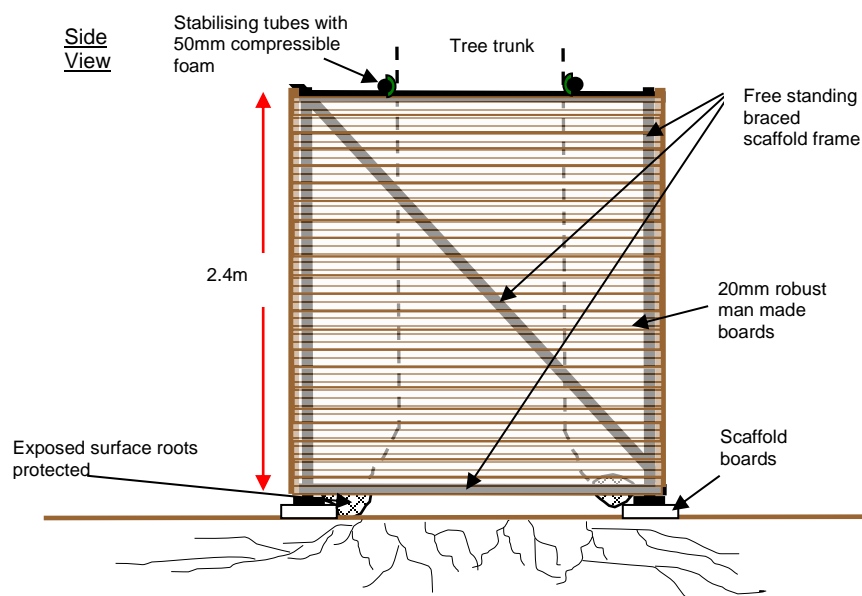 Side
View
Stabilising tubes with
50mm compressible
foam
Tree trunk
Free standing
braced
scaffold frame
2.4m
20mm robust
man made
boards
Exposed surface roots
protected
Scaffold
boards